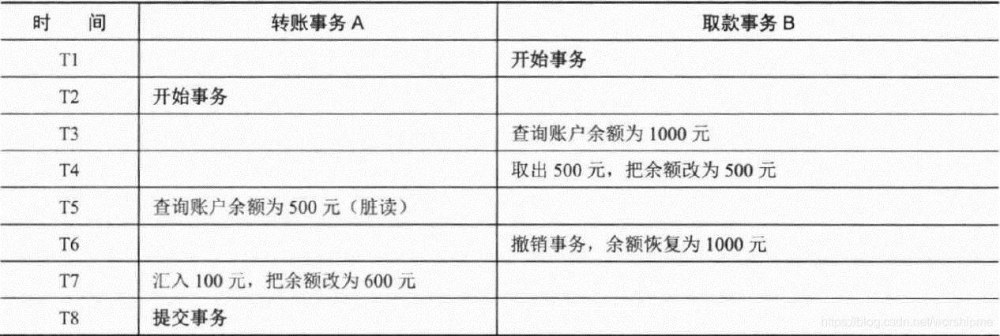 时 间 转账事务 A 取款事务 B
T1 开始事务
T2 开始事务
T3 查询账户余额为 1000 元
T4 取出 500 元，把余额改为 500 元
T5 查询账户余额为 500 元（脏读）
T6 撤销事务，余额恢复为 1000 元
T7 汇入 100 元，把余额改为 600 元
T8 提交事务
https://blog.csdn.net/worshipme